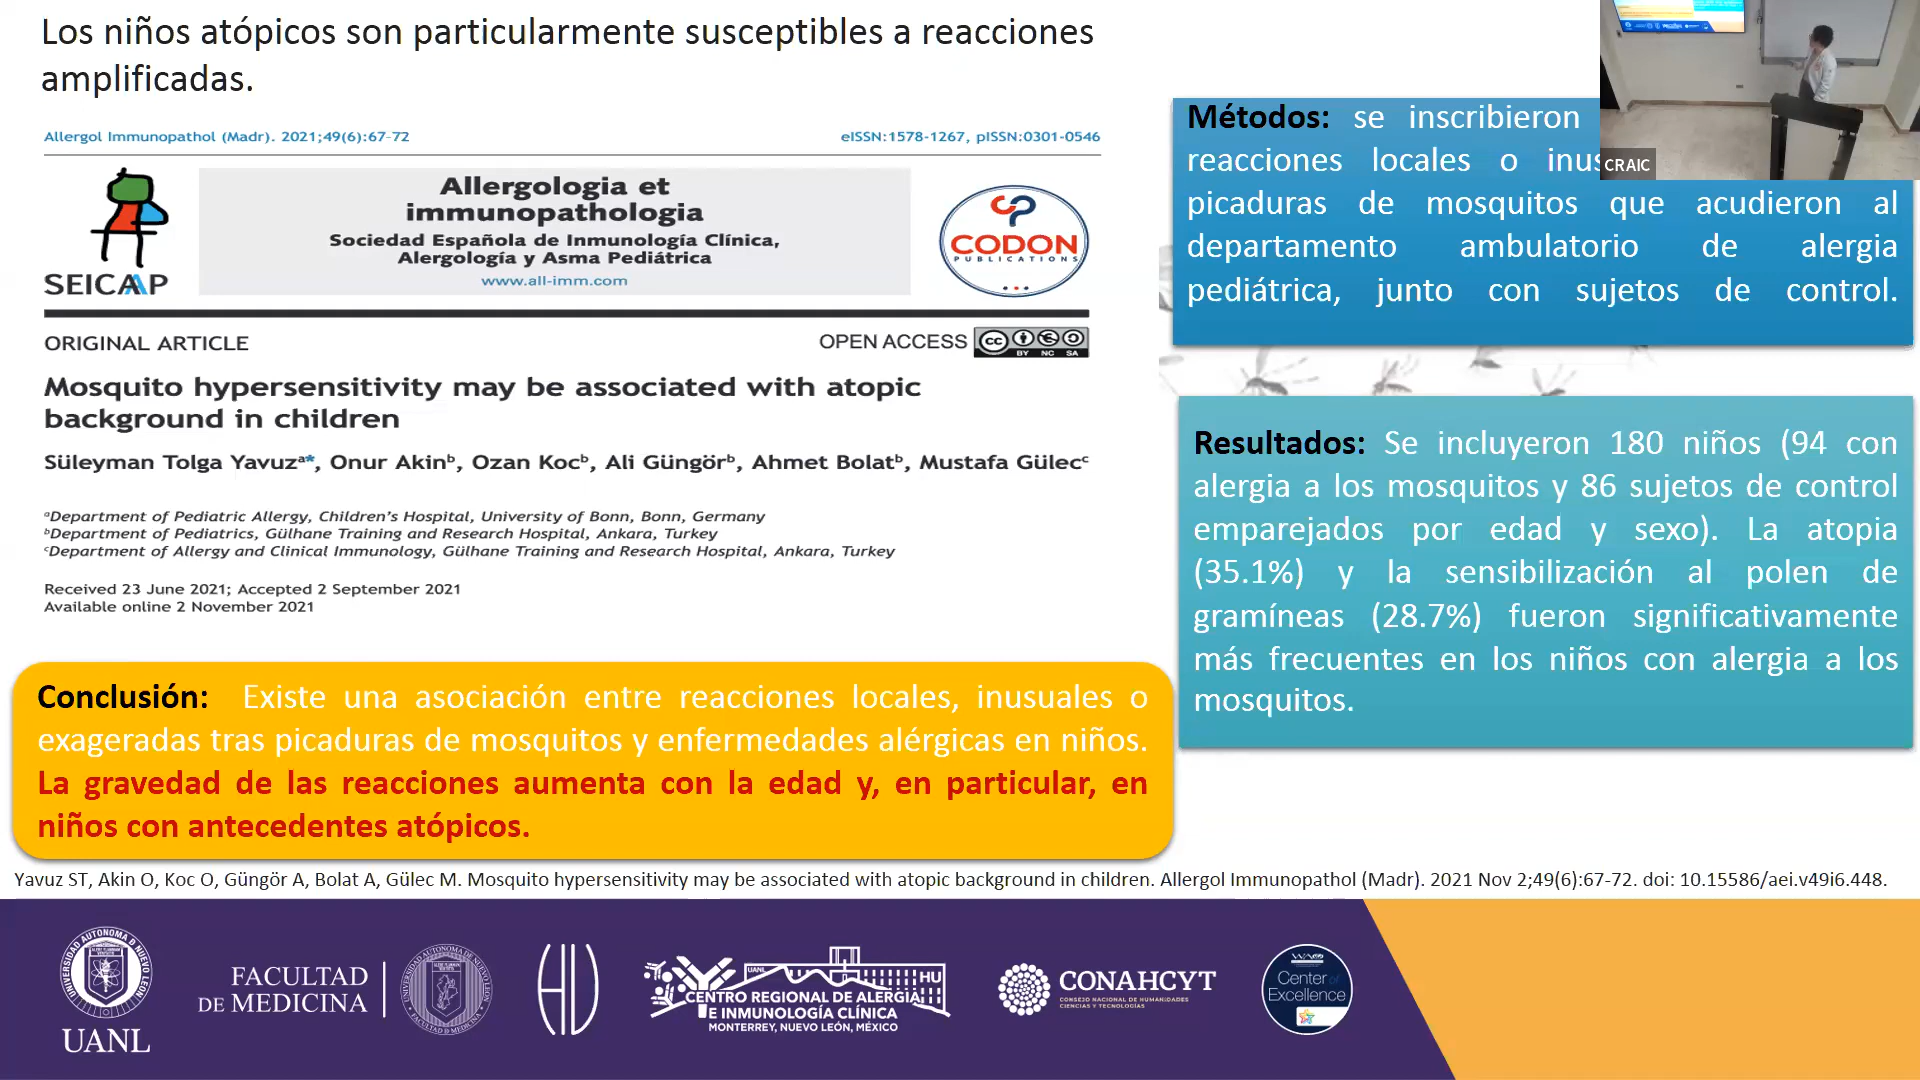 Los niños atópicos son particularmente susceptibles a reacciones
amplificadas.
Allergol Immunopathol (Madr). 2021;49(6):67-72
eISSN:1578-1267, pISSN:0301-0546
SEICAP
Allergologia et
immunopathologia
Sociedad Española de Inmunología Clínica,
Alergología y Asma Pediátrica
www.all-imm.com
CODON
PUBLICATIONS
ORIGINAL ARTICLE
OPEN ACCESS
cc
BY NC SA
Mosquito hypersensitivity may be associated with atopic
background in children
Süleyman Tolga Yavuzᵃ*, Onur Akinᵇ, Ozan Kocᵇ, Ali Güngörᵇ, Ahmet Bolatᵇ, Mustafa Güleçᶜ
ᵃDepartment of Pediatric Allergy, Children's Hospital, University of Bonn, Bonn, Germany
ᵇDepartment of Pediatrics, Gülhane Training and Research Hospital, Ankara, Turkey
ᶜDepartment of Allergy and Clinical Immunology, Gülhane Training and Research Hospital, Ankara, Turkey
Received 23 June 2021; Accepted 2 September 2021
Available online 2 November 2021
Métodos: se inscribieron
reacciones locales o inus
picaduras de mosquitos que acudieron al
departamento ambulatorio de alergia
pediátrica, junto con sujetos de control.
CRAIC
Resultados: Se incluyeron 180 niños (94 con
alergia a los mosquitos y 86 sujetos de control
emparejados por edad y sexo). La atopia
(35.1%) y la sensibilización al polen de
gramíneas (28.7%) fueron significativamente
más frecuentes en los niños con alergia a los
mosquitos.
Conclusión: Existe una asociación entre reacciones locales, inusuales o
exageradas tras picaduras de mosquitos y enfermedades alérgicas en niños.
La gravedad de las reacciones aumenta con la edad y, en particular, en
niños con antecedentes atópicos.
Yavuz ST, Akin O, Koc O, Güngör A, Bolat A, Gülec M. Mosquito hypersensitivity may be associated with atopic background in children. Allergol Immunopathol (Madr). 2021 Nov 2;49(6):67-72. doi: 10.15586/aei.v49i6.448.
UANL
FACULTAD
DE MEDICINA
UANL
HU
CENTRO REGIONAL DE ALERGIA
E INMUNOLOGÍA CLÍNICA
MONTERREY, NUEVO LEÓN, MÉXICO
CONAHCYT
CONSEJO NACIONAL DE HUMANIDADES
CIENCIAS Y TECNOLOGÍAS
WAO
Center of
Excellence